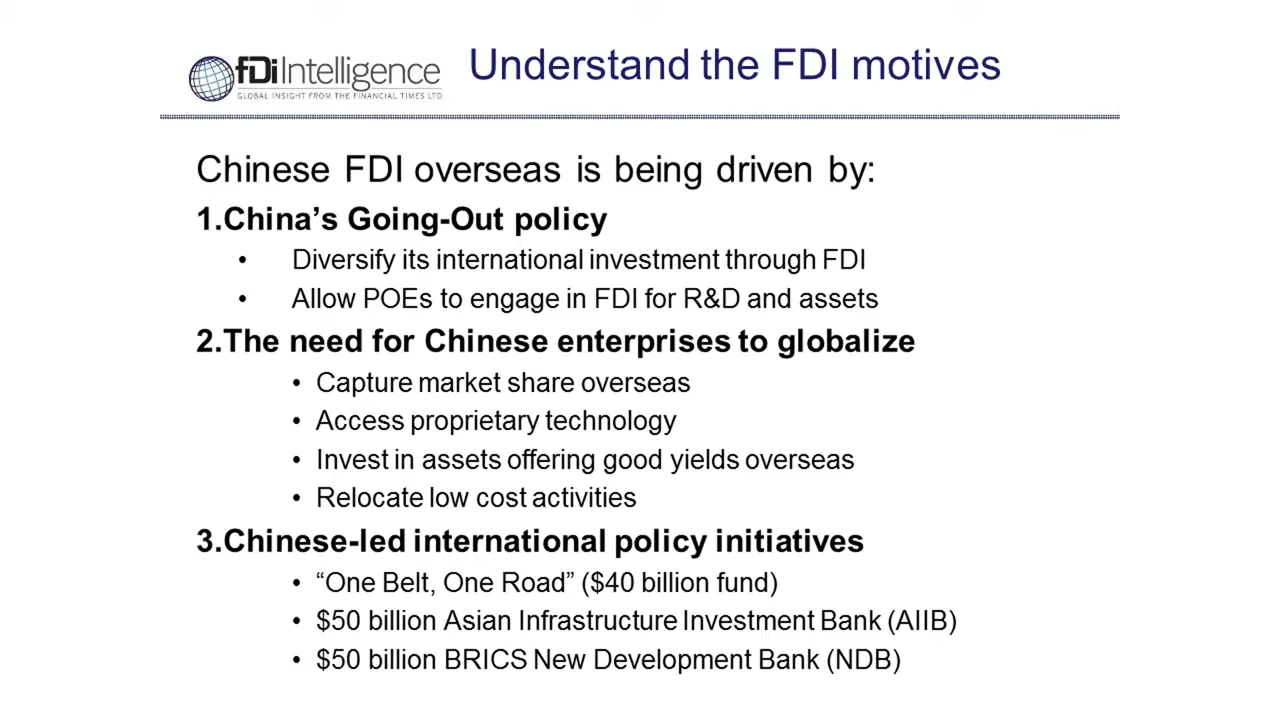 fDi Intelligence
GLOBAL INSIGHT FROM THE FINANCIAL TIMES LTD
Understand the FDI motives
Chinese FDI overseas is being driven by:
1.China’s Going-Out policy
• Diversify its international investment through FDI
• Allow POEs to engage in FDI for R&D and assets
2.The need for Chinese enterprises to globalize
• Capture market share overseas
• Access proprietary technology
• Invest in assets offering good yields overseas
• Relocate low cost activities
3.Chinese-led international policy initiatives
• “One Belt, One Road” ($40 billion fund)
• $50 billion Asian Infrastructure Investment Bank (AIIB)
• $50 billion BRICS New Development Bank (NDB)